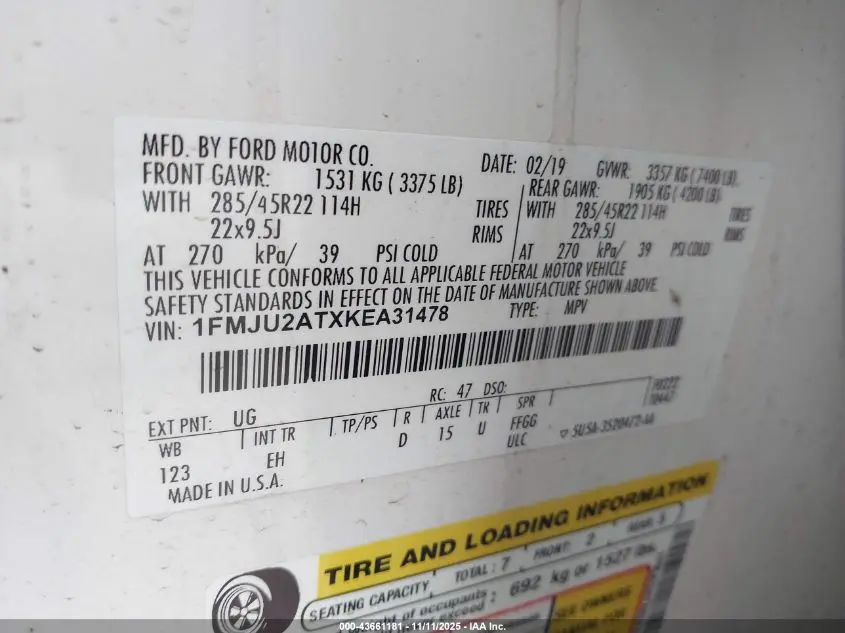 MFD. BY FORD MOTOR CO. DATE: 02/19 GVWR: 3357 KG (7400 LB)
FRONT GAWR: 1531 KG (3375 LB) REAR GAWR: 1905 KG (4200 LB)
WITH 285/45R22 114H TIRES WITH 285/45R22 114H TIRES
22x9.5J RIMS 22x9.5J RIMS
AT 270 kPa/ 39 PSI COLD AT 270 kPa/ 39 PSI COLD
THIS VEHICLE CONFORMS TO ALL APPLICABLE FEDERAL MOTOR VEHICLE
SAFETY STANDARDS IN EFFECT ON THE DATE OF MANUFACTURE SHOWN ABOVE.
VIN: 1FMJU2ATXKEA31478 TYPE: MPV
EXT PNT: UG RC: 47 DSO:
WB INT TR TP/PS R AXLE TR SPR
123 EH D 15 U FFGG
ULC
MADE IN U.S.A.
TIRE AND LOADING INFORMATION
SEATING CAPACITY TOTAL: 7 FRONT: 2 REAR: 5
of occupants 692 kg or 1527 lbs.
SEE OWNERS
000-43661181 - 11/11/2025 - IAA Inc.